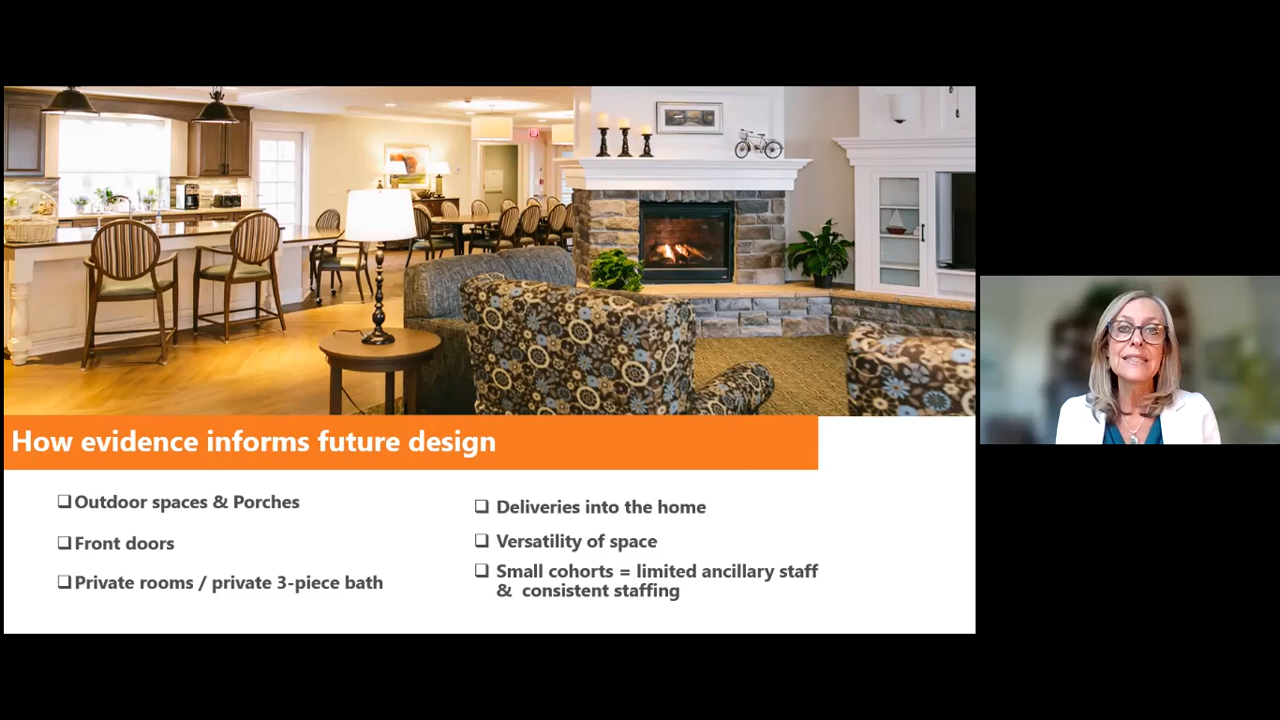 How evidence informs future design
❑Outdoor spaces & Porches
❑Front doors
❑Private rooms / private 3-piece bath
❑ Deliveries into the home
❑ Versatility of space
❑ Small cohorts = limited ancillary staff
& consistent staffing